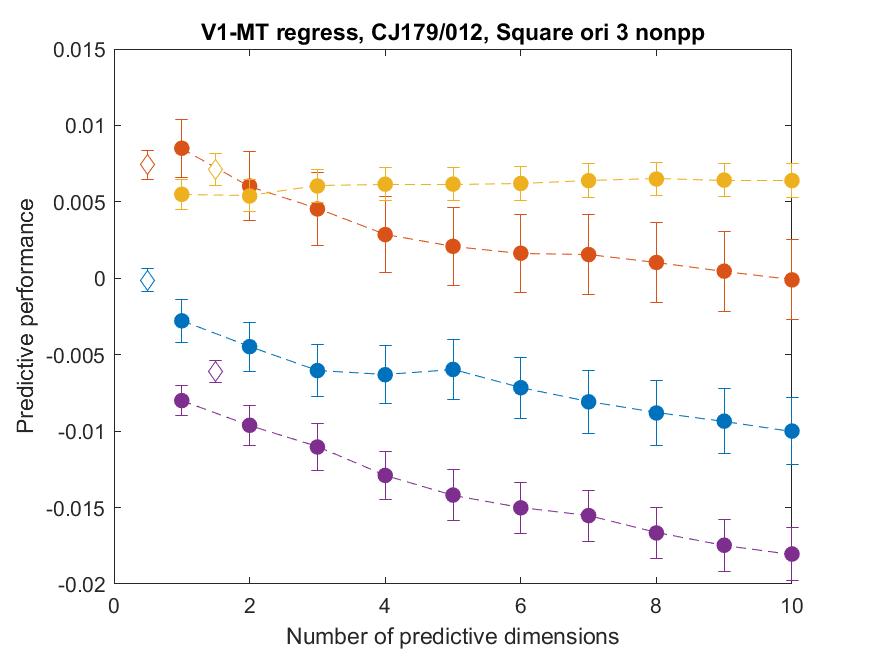 V1-MT regress, CJ179/012, Square ori 3 nonpp
0.015
0.01
0.005
0
-0.005
-0.01
-0.015
-0.02
Predictive performance
0 2 4 6 8 10
Number of predictive dimensions